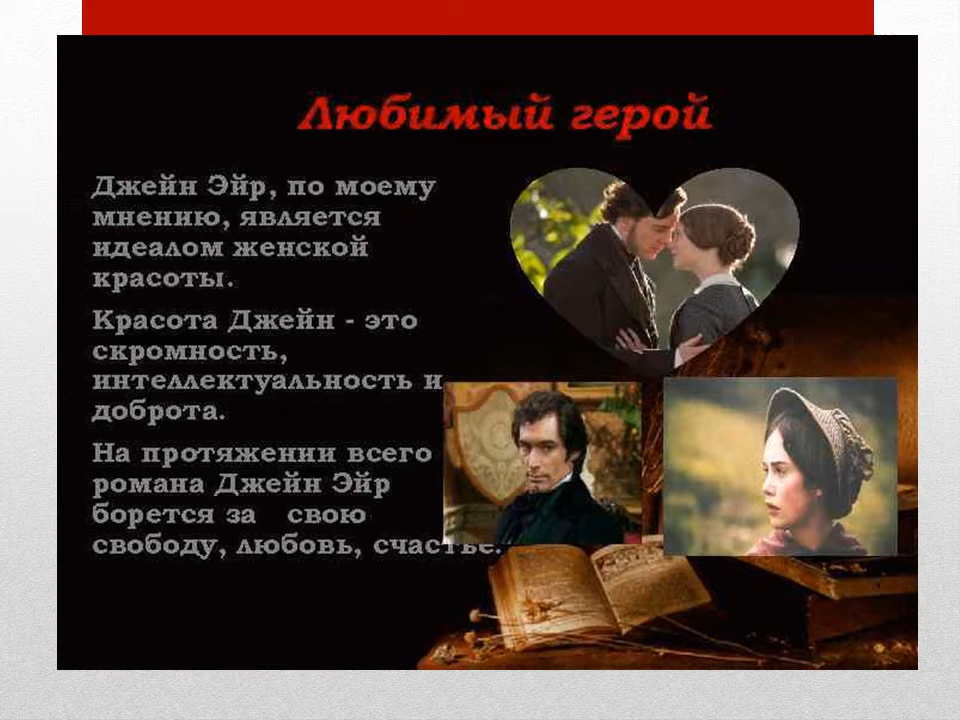 Любимый герой
Джейн Эйр, по моему
мнению, является
идеалом женской
красоты.
Красота Джейн - это
скромность,
интеллектуальность и
доброта.
На протяжении всего
романа Джейн Эйр
борется за свою
свободу, любовь, счастье.